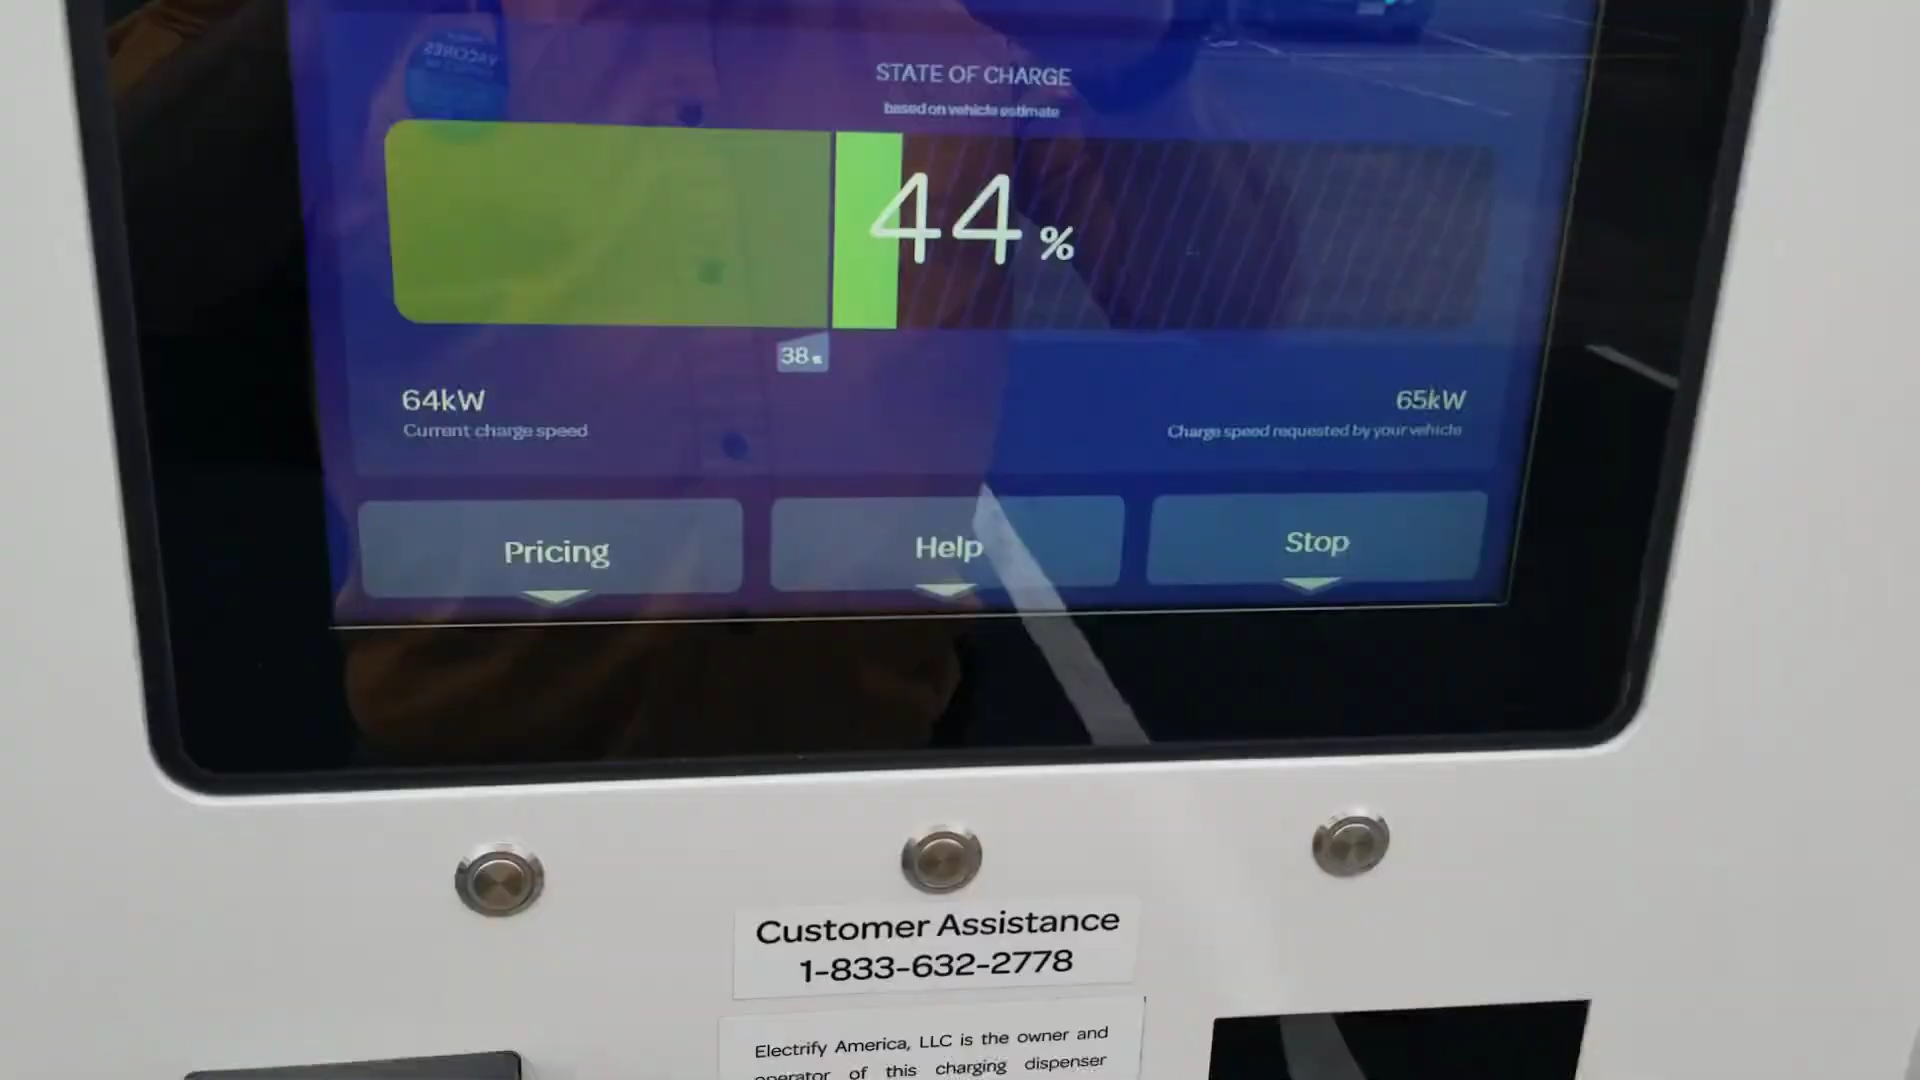 STATE OF CHARGE
based on vehicle estimate
44 %
38 %
64kW
Current charge speed
65kW
Charge speed requested by your vehicle
Pricing
Help
Stop
Customer Assistance
1-833-632-2778
Electrify America, LLC is the owner and
operator of this charging dispenser